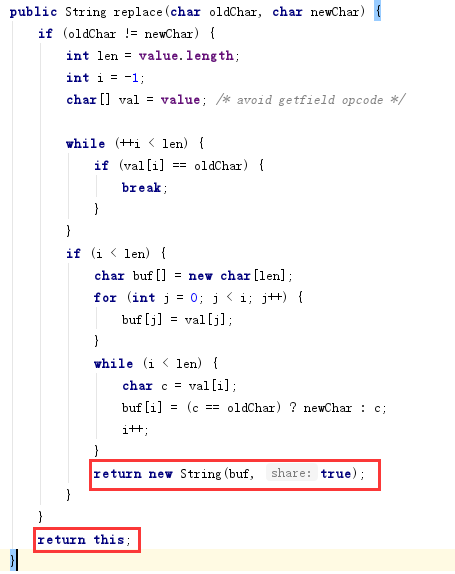 public String replace(char oldChar, char newChar) {
    if (oldChar != newChar) {
        int len = value.length;
        int i = -1;
        char[] val = value; /* avoid getfield opcode */

        while (++i < len) {
            if (val[i] == oldChar) {
                break;
            }
        }
        if (i < len) {
            char buf[] = new char[len];
            for (int j = 0; j < i; j++) {
                buf[j] = val[j];
            }
            while (i < len) {
                char c = val[i];
                buf[i] = (c == oldChar) ? newChar : c;
                i++;
            }
            return new String(buf, share: true);
        }
    }
    return this;
}